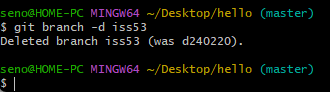 seno@HOME-PC MINGW64 ~/Desktop/hello (master)
$ git branch -d iss53
Deleted branch iss53 (was d240220).
seno@HOME-PC MINGW64 ~/Desktop/hello (master)
$